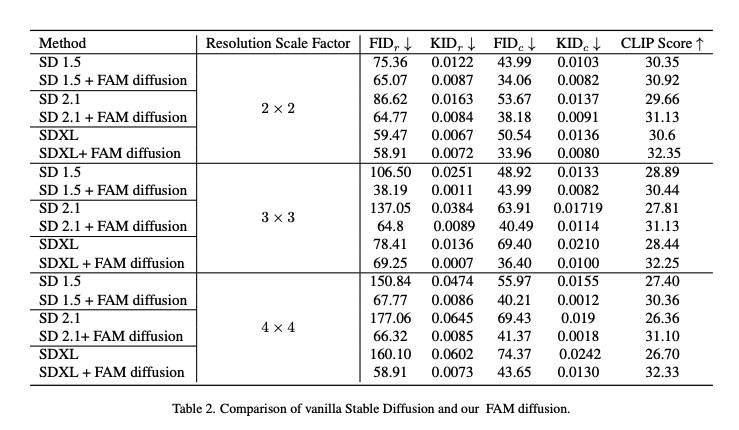 Method Resolution Scale Factor FIDr ↓ KIDr ↓ FIDc ↓ KIDc ↓ CLIP Score ↑
SD 1.5 75.36 0.0122 43.99 0.0103 30.35
SD 1.5 + FAM diffusion 65.07 0.0087 34.06 0.0082 30.92
SD 2.1 86.62 0.0163 53.67 0.0137 29.66
2 × 2
SD 2.1 + FAM diffusion 64.77 0.0084 38.18 0.0091 31.13
SDXL 59.47 0.0067 50.54 0.0136 30.6
SDXL+ FAM diffusion 58.91 0.0072 33.96 0.0080 32.35
SD 1.5 106.50 0.0251 48.92 0.0133 28.89
SD 1.5 + FAM diffusion 38.19 0.0011 43.99 0.0082 30.44
SD 2.1 137.05 0.0384 63.91 0.01719 27.81
3 × 3
SD 2.1 + FAM diffusion 64.8 0.0089 40.49 0.0114 31.13
SDXL 78.41 0.0136 69.40 0.0210 28.44
SDXL + FAM diffusion 69.25 0.0007 36.40 0.0100 32.25
SD 1.5 150.84 0.0474 55.97 0.0155 27.40
SD 1.5 + FAM diffusion 67.77 0.0086 40.21 0.0012 30.36
SD 2.1 177.06 0.0645 69.43 0.019 26.36
4 × 4
SD 2.1+ FAM diffusion 66.32 0.0085 41.37 0.0018 31.10
SDXL 160.10 0.0602 74.37 0.0242 26.70
SDXL + FAM diffusion 58.91 0.0073 43.65 0.0130 32.33
Table 2. Comparison of vanilla Stable Diffusion and our FAM diffusion.